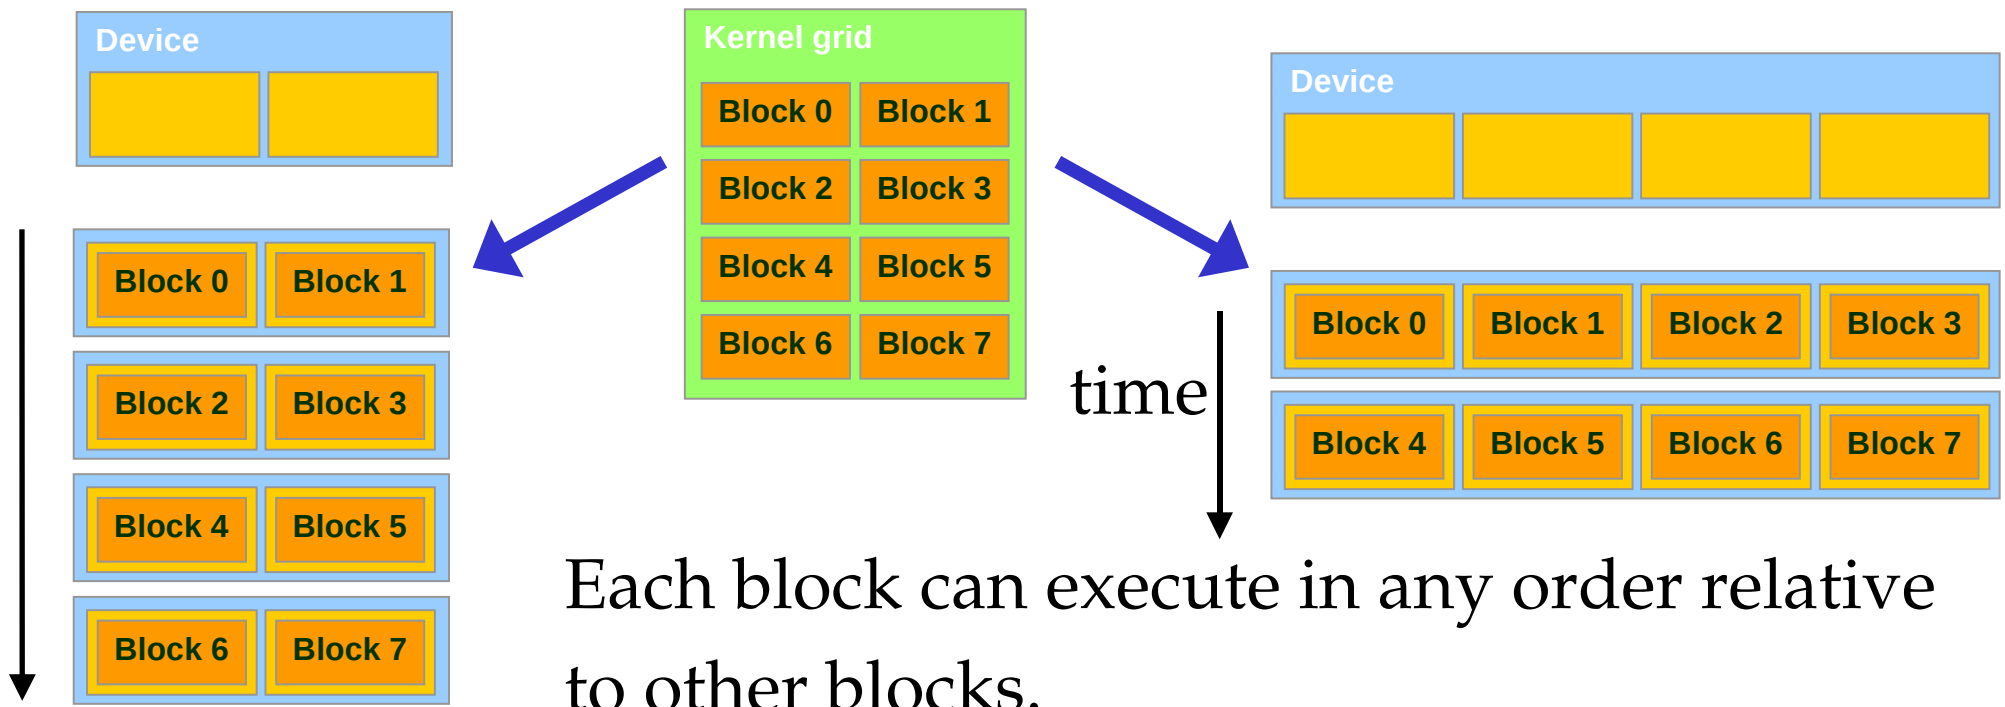 Device
Block 0 Block 1
Block 2 Block 3
Block 4 Block 5
Block 6 Block 7
Kernel grid
Block 0 Block 1
Block 2 Block 3
Block 4 Block 5
Block 6 Block 7
Device
time
Block 0 Block 1 Block 2 Block 3
Block 4 Block 5 Block 6 Block 7
Each block can execute in any order relative
to other blocks.